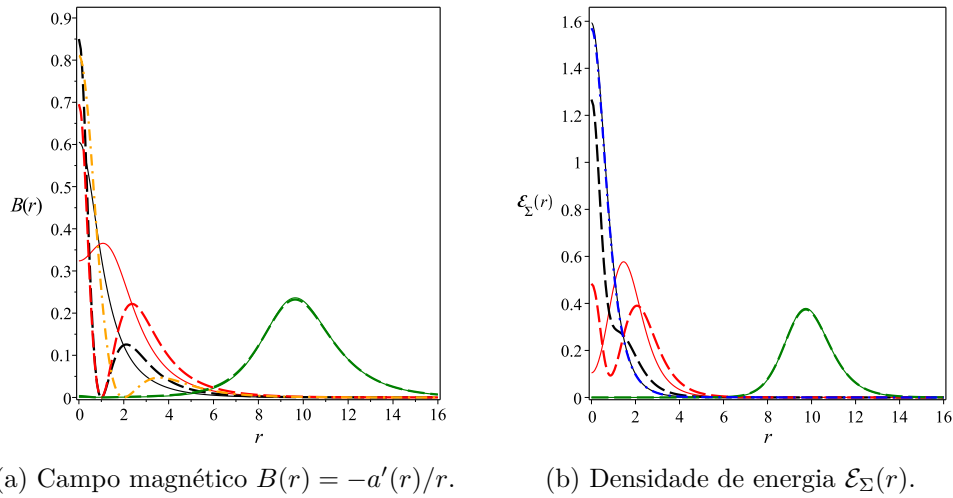 0.9
0.8
0.7
0.6
0.5
B(r)
0.4
0.3
0.2
0.1
0
0 2 4 6 8 10 12 14 16
r
1.6
1.4
1.2
1
0.8
ℰ_Σ(r)
0.6
0.4
0.2
0
0 2 4 6 8 10 12 14 16
r
(a) Campo magnético B(r) = −a′(r)/r.
(b) Densidade de energia ℰ_Σ(r).